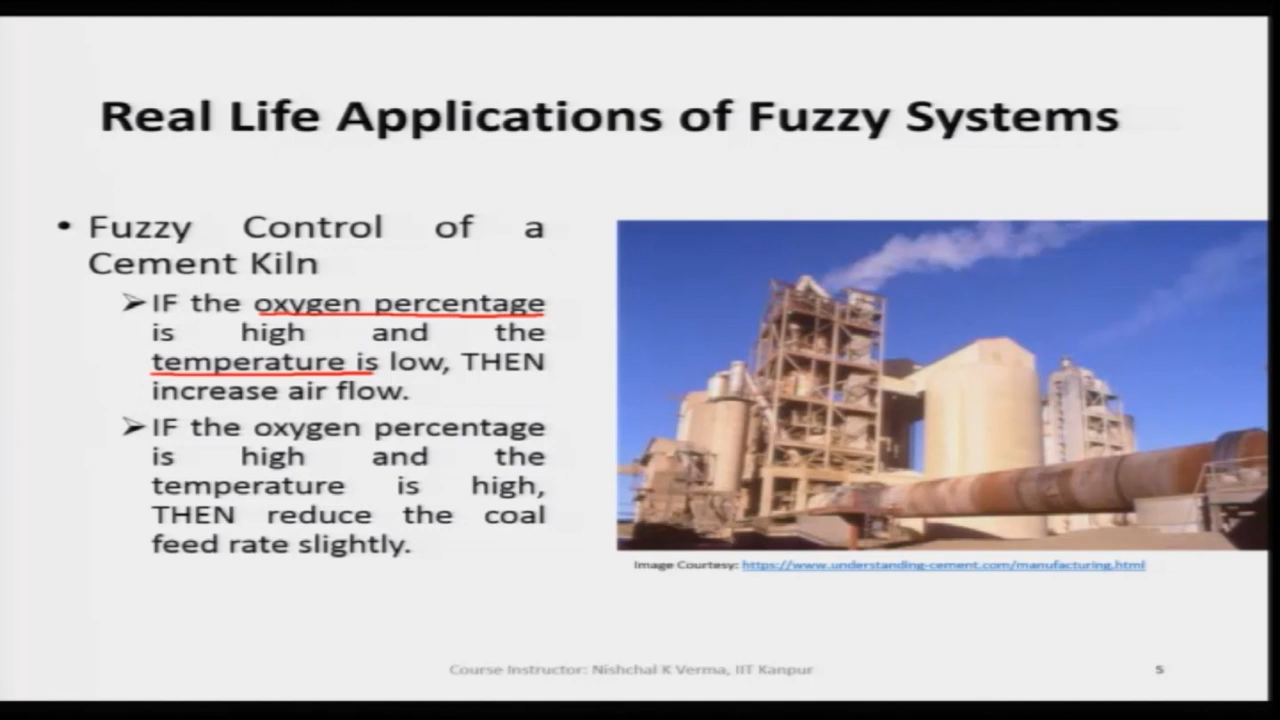 Real Life Applications of Fuzzy Systems
• Fuzzy Control of a
Cement Kiln
➢IF the oxygen percentage
is high and the
temperature is low, THEN
increase air flow.
➢IF the oxygen percentage
is high and the
temperature is high,
THEN reduce the coal
feed rate slightly.
Image Courtesy: https://www.understanding-cement.com/manufacturing.html
Course Instructor: Nishchal K Verma, IIT Kanpur
5